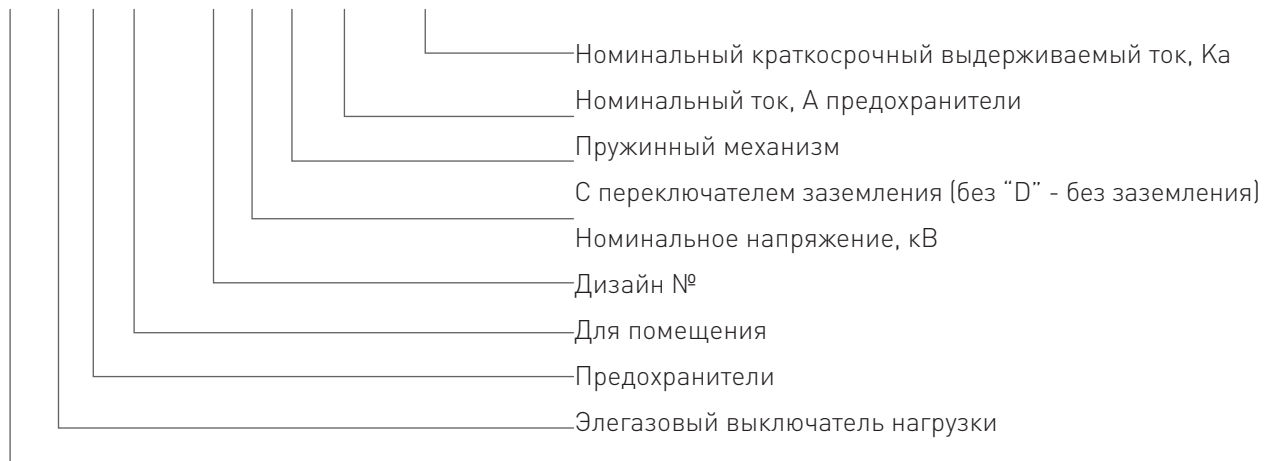 Номинальный краткосрочный выдерживаемый ток, Ka
Номинальный ток, А предохранители
Пружинный механизм
С переключателем заземления (без “D” - без заземления)
Номинальное напряжение, кВ
Дизайн №
Для помещения
Предохранители
Элегазовый выключатель нагрузки